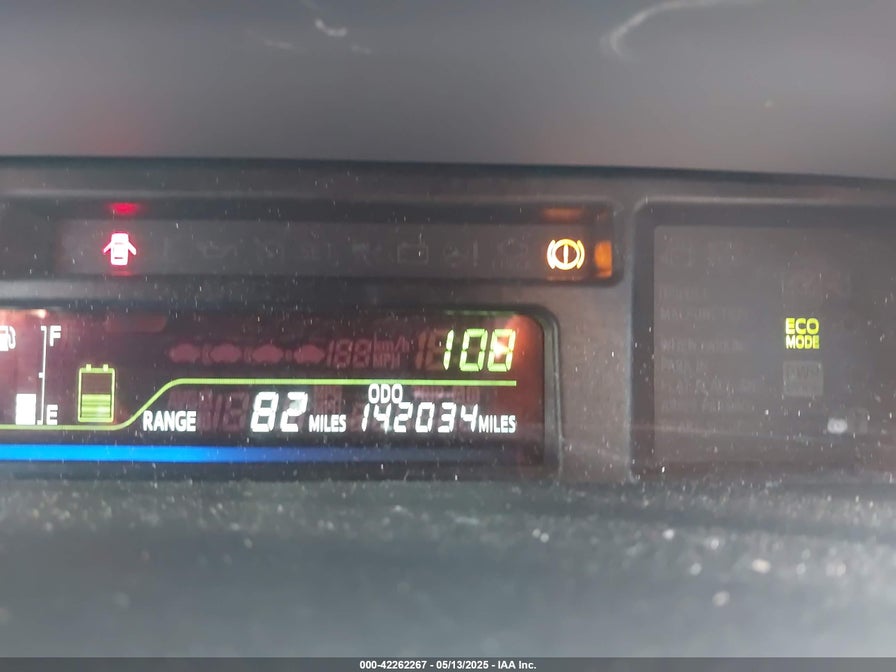 F
108
ECO
MODE
E
RANGE 82 MILES ODO 142034 MILES
000-42262267 - 05/13/2025 - IAA Inc.